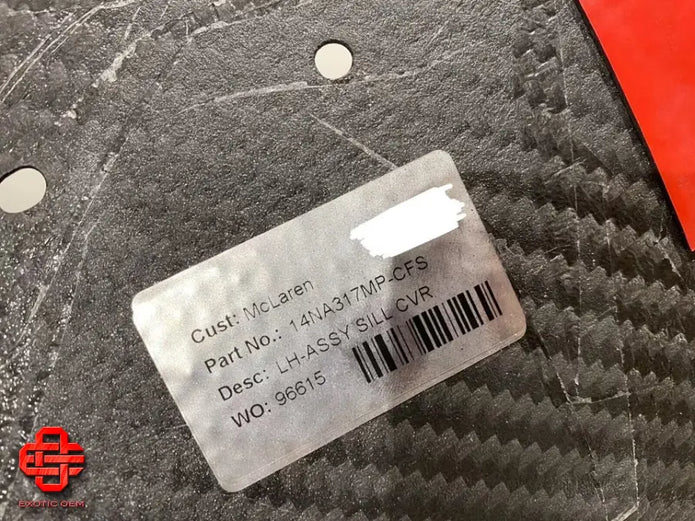 Cust: McLaren
Part No.: 14NA317MP-CFS
Desc: LH-ASSY SILL CVR
WO: 96615
EXOTIC OEM